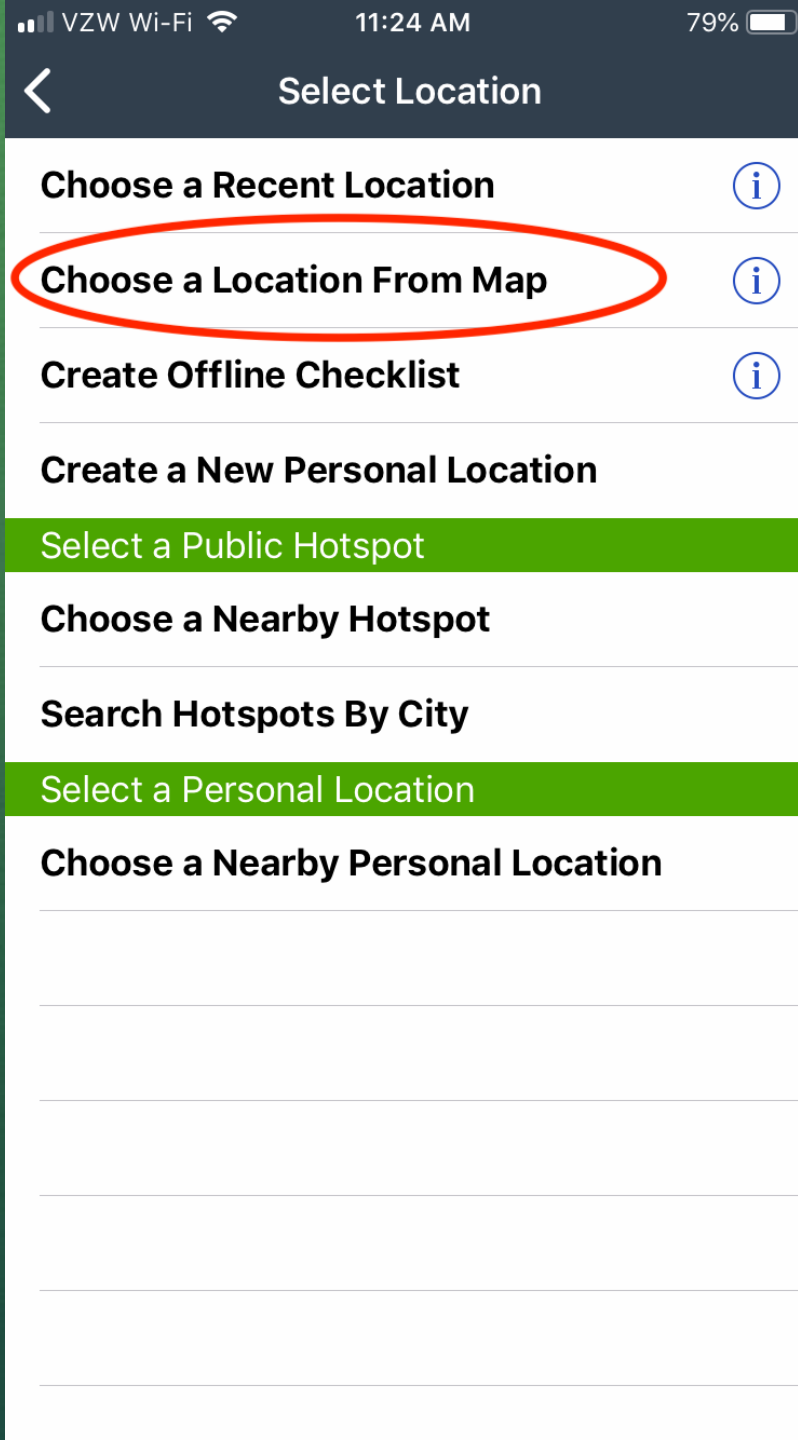 VZW Wi-Fi 11:24 AM 79%
Select Location
Choose a Recent Location i
Choose a Location From Map i
Create Offline Checklist i
Create a New Personal Location
Select a Public Hotspot
Choose a Nearby Hotspot
Search Hotspots By City
Select a Personal Location
Choose a Nearby Personal Location